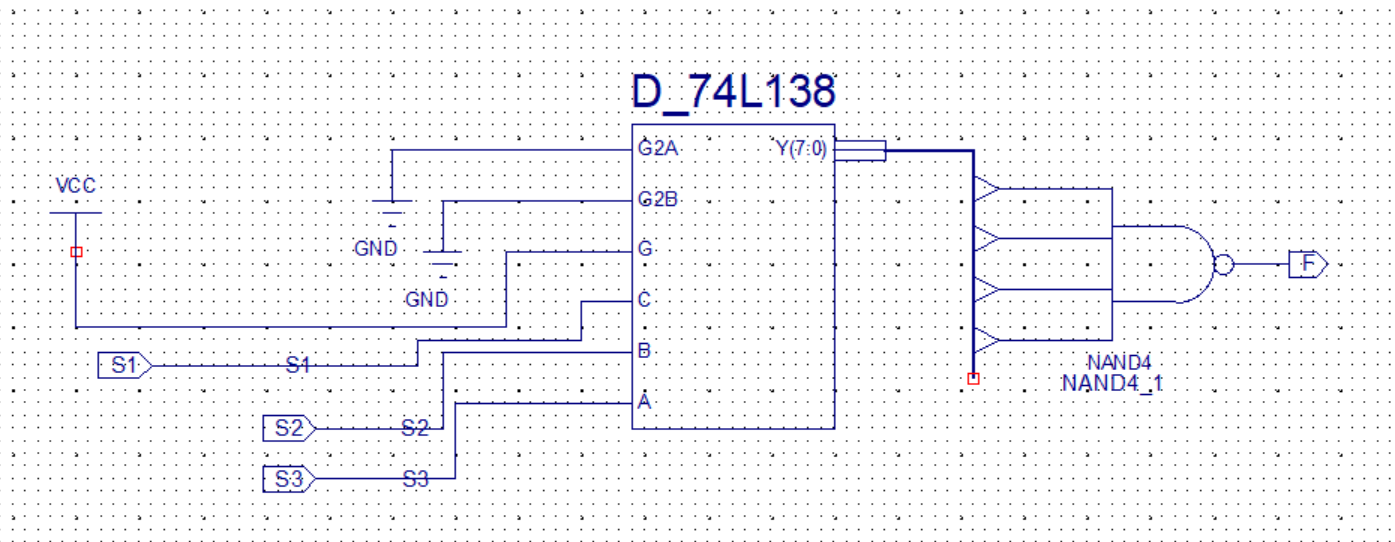 D_74L138
G2A
Y(7:0)
VCC
G2B
GND
G
F
GND
C
S1
S1
B
NAND4
NAND4_1
A
S2
S2
S3
S3